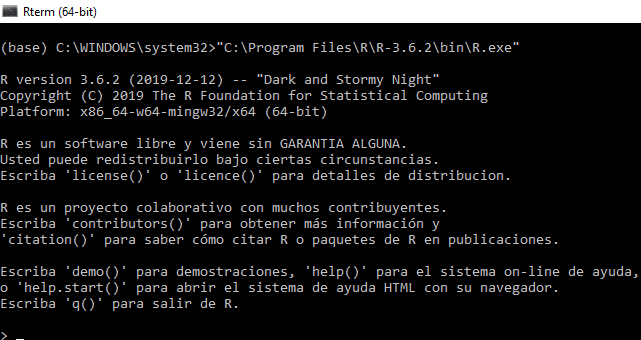 Rterm (64-bit)
(base) C:\WINDOWS\system32>"C:\Program Files\R\R-3.6.2\bin\R.exe"
R version 3.6.2 (2019-12-12) -- "Dark and Stormy Night"
Copyright (C) 2019 The R Foundation for Statistical Computing
Platform: x86_64-w64-mingw32/x64 (64-bit)
R es un software libre y viene sin GARANTIA ALGUNA.
Usted puede redistribuirlo bajo ciertas circunstancias.
Escriba 'license()' o 'licence()' para detalles de distribucion.
R es un proyecto colaborativo con muchos contribuyentes.
Escriba 'contributors()' para obtener más información y
'citation()' para saber cómo citar R o paquetes de R en publicaciones.
Escriba 'demo()' para demostraciones, 'help()' para el sistema on-line de ayuda,
o 'help.start()' para abrir el sistema de ayuda HTML con su navegador.
Escriba 'q()' para salir de R.
> _